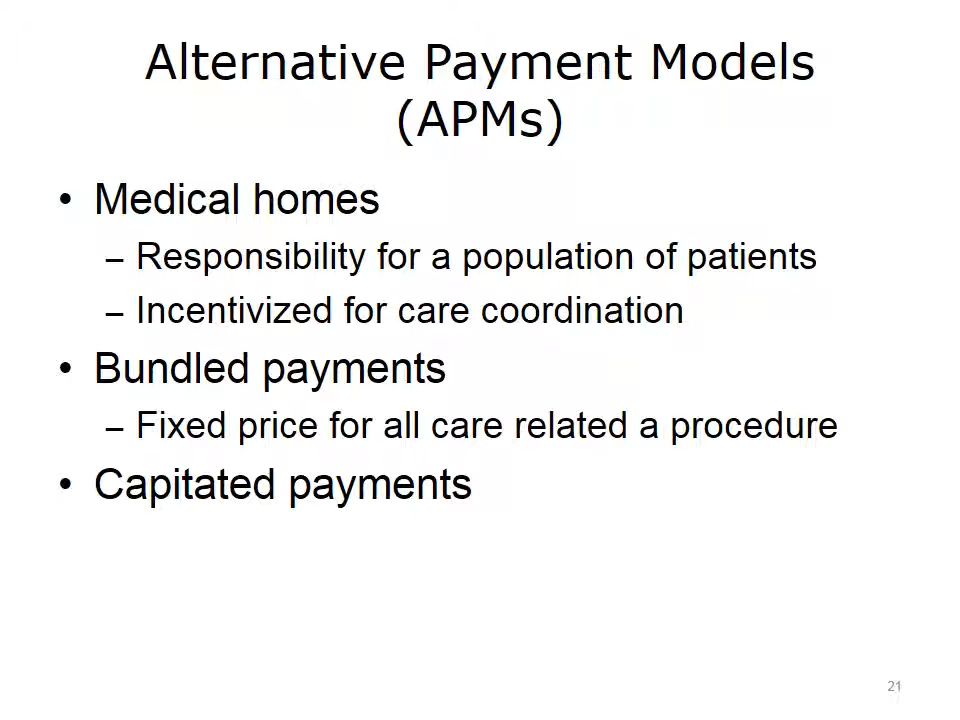 Alternative Payment Models
(APMs)
• Medical homes
– Responsibility for a population of patients
– Incentivized for care coordination
• Bundled payments
– Fixed price for all care related a procedure
• Capitated payments
21